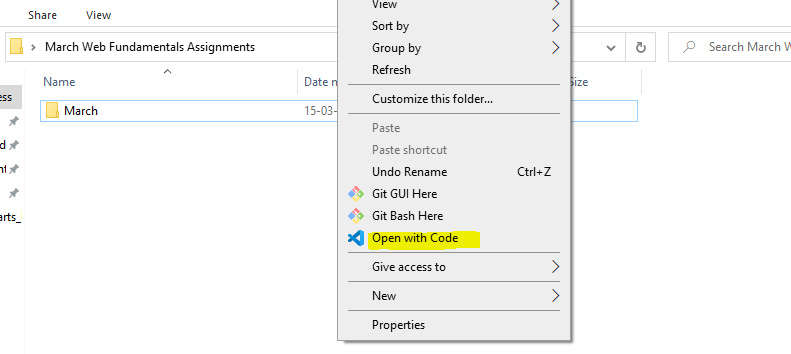 Share
View
March Web Fundamentals Assignments
Search March W
Name
Date
Size
March
15-03-
View
Sort by
Group by
Refresh
Customize this folder...
Paste
Paste shortcut
Undo Rename Ctrl+Z
Git GUI Here
Git Bash Here
Open with Code
Give access to
New
Properties
ess
arts_